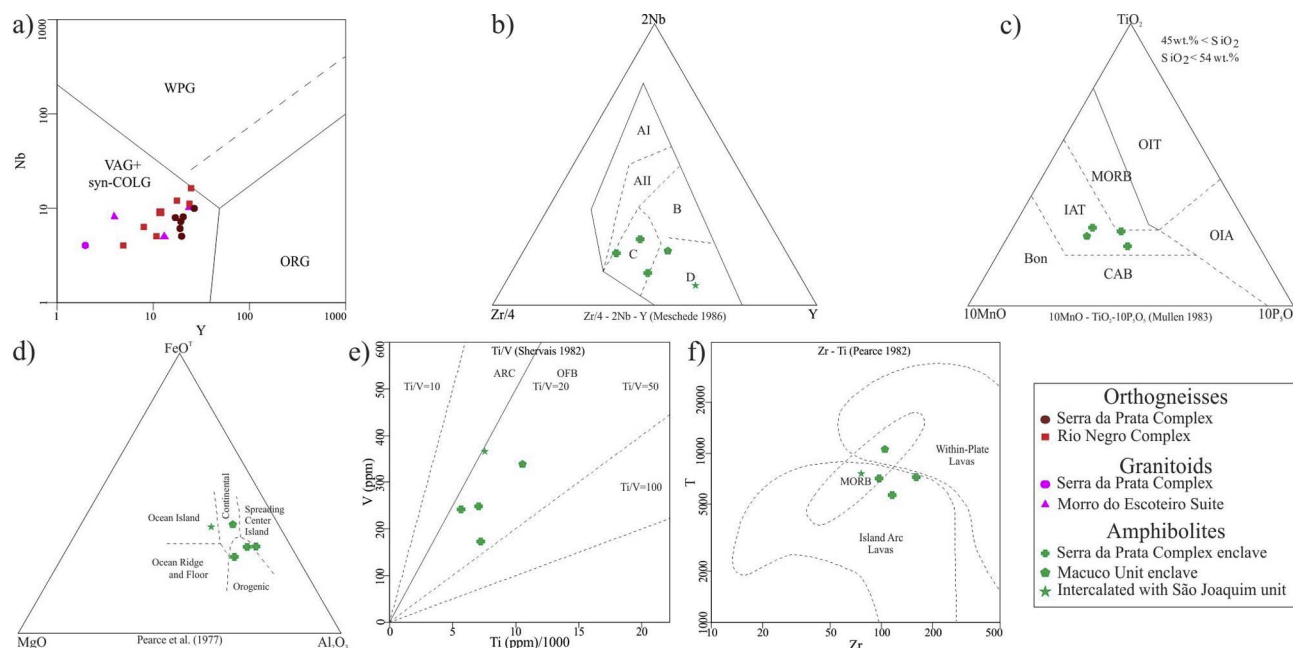 a)
1000
100
10
1
Nb
WPG
VAG+
syn-COLG
ORG
1
10
100
1000
Y
b)
2Nb
AI
AII
B
C
D
Zr/4
Y
Zr/4 - 2Nb - Y (Meschede 1986)
c)
TiO2
45wt.% < SiO2
SiO2 < 54 wt.%
OIT
MORB
IAT
OIA
Bon
CAB
10MnO
10P2O
10MnO - TiO2-10P2O5 (Mullen 1983)
d)
FeOT
Ocean Island
Continental
Spreading
Center
Island
Ocean Ridge
and Floor
Orogenic
MgO
Al2O3
Pearce et al. (1977)
e)
Ti/V (Shervais 1982)
600
500
400
300
200
100
0
V (ppm)
ARC
OFB
Ti/V=10
Ti/V=20
Ti/V=50
Ti/V=100
0
5
10
15
20
Ti (ppm)/1000
f)
Zr - Ti (Pearce 1982)
20000
10000
5000
2000
1000
T
Within-Plate
Lavas
MORB
Island Arc
Lavas
10
20
50
100
200
500
Zr
Orthogneisses
Serra da Prata Complex
Rio Negro Complex
Granitoids
Serra da Prata Complex
Morro do Escoteiro Suite
Amphibolites
Serra da Prata Complex enclave
Macuco Unit enclave
Intercalated with São Joaquim unit